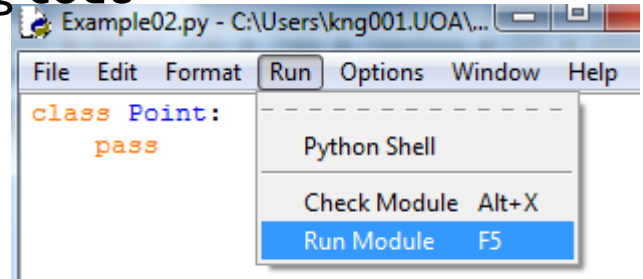 Example02.py - C:\Users\kng001.UOA\...
File Edit Format Run Options Window Help
class Point:
pass
Python Shell
Check Module Alt+X
Run Module F5